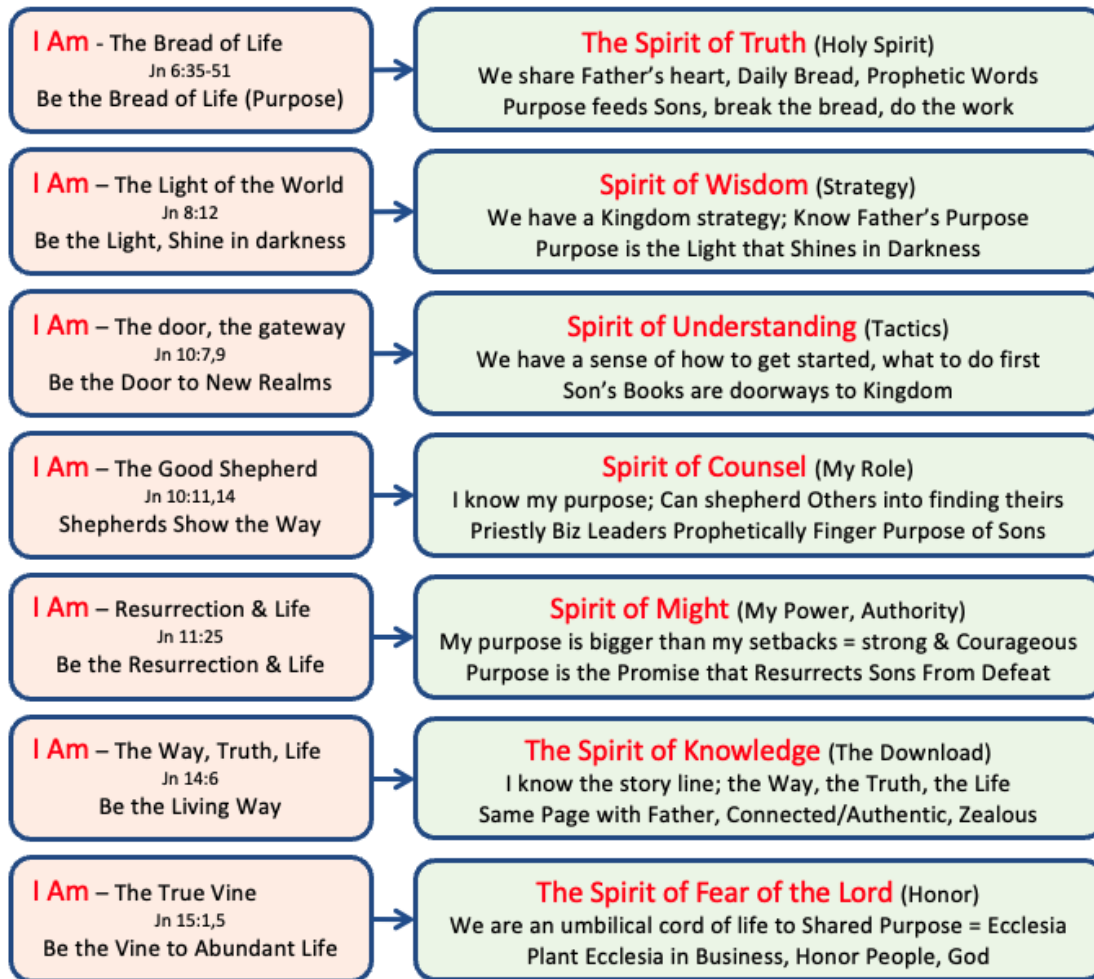 I Am - The Bread of Life
Jn 6:35-51
Be the Bread of Life (Purpose)
The Spirit of Truth (Holy Spirit)
We share Father's heart, Daily Bread, Prophetic Words
Purpose feeds Sons, break the bread, do the work
I Am – The Light of the World
Jn 8:12
Be the Light, Shine in darkness
Spirit of Wisdom (Strategy)
We have a Kingdom strategy; Know Father's Purpose
Purpose is the Light that Shines in Darkness
I Am – The door, the gateway
Jn 10:7,9
Be the Door to New Realms
Spirit of Understanding (Tactics)
We have a sense of how to get started, what to do first
Son's Books are doorways to Kingdom
I Am – The Good Shepherd
Jn 10:11,14
Shepherds Show the Way
Spirit of Counsel (My Role)
I know my purpose; Can shepherd Others into finding theirs
Priestly Biz Leaders Prophetically Finger Purpose of Sons
I Am – Resurrection & Life
Jn 11:25
Be the Resurrection & Life
Spirit of Might (My Power, Authority)
My purpose is bigger than my setbacks = strong & Courageous
Purpose is the Promise that Resurrects Sons From Defeat
I Am – The Way, Truth, Life
Jn 14:6
Be the Living Way
The Spirit of Knowledge (The Download)
I know the story line; the Way, the Truth, the Life
Same Page with Father, Connected/Authentic, Zealous
I Am – The True Vine
Jn 15:1,5
Be the Vine to Abundant Life
The Spirit of Fear of the Lord (Honor)
We are an umbilical cord of life to Shared Purpose = Ecclesia
Plant Ecclesia in Business, Honor People, God